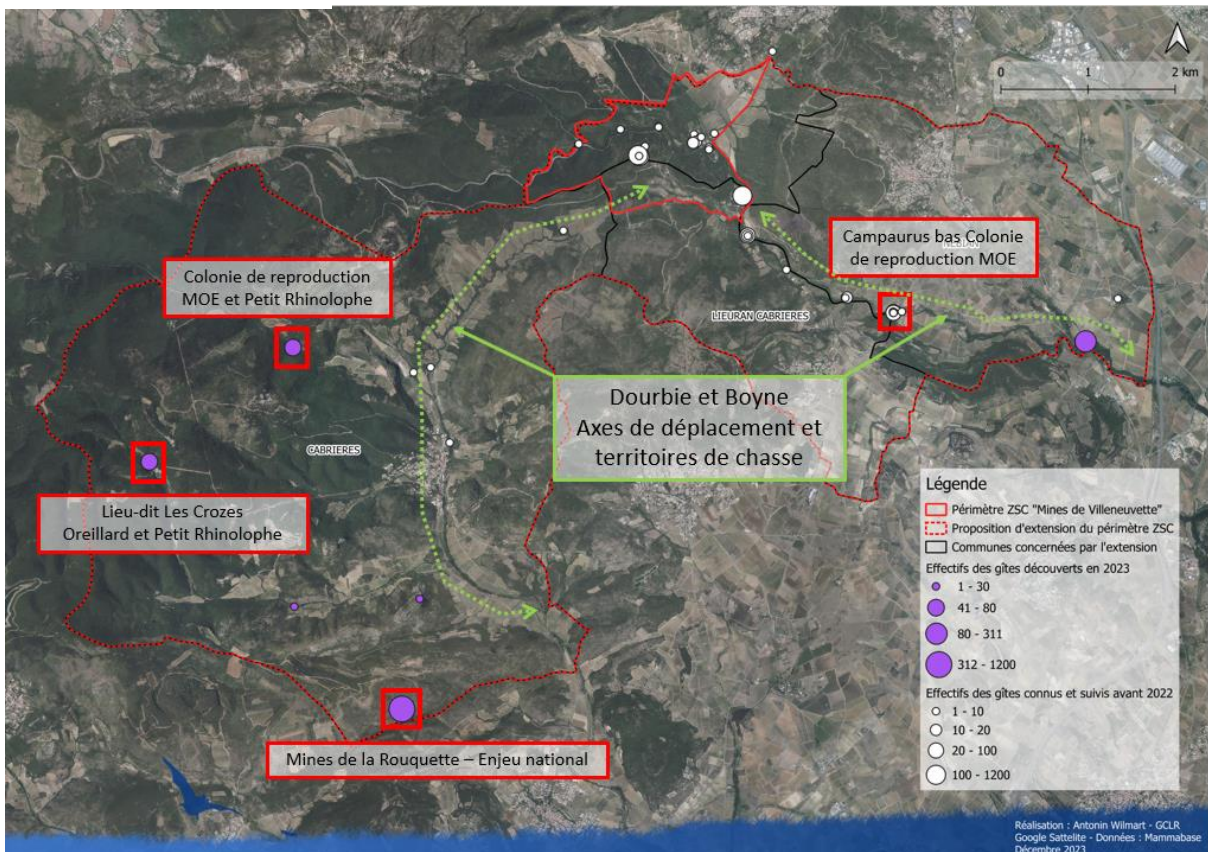 0 1 2 km
Campaurus bas Colonie
de reproduction MOE
Colonie de reproduction
MOE et Petit Rhinolophe
LIEURAN CABRIERES
Dourbie et Boyne
Axes de déplacement et
territoires de chasse
CABRIERES
Lieu-dit Les Crozes
Oreillard et Petit Rhinolophe
Mines de la Rouquette – Enjeu national
Légende
Périmètre ZSC "Mines de Villeneuvette"
Proposition d'extension du périmètre ZSC
Communes concernées par l'extension
Effectifs des gîtes découverts en 2023
1 - 30
41 - 80
80 - 311
312 - 1200
Effectifs des gîtes connus et suivis avant 2022
1 - 10
10 - 20
20 - 100
100 - 1200
Réalisation : Antonin Wilmart - GCLR
Google Sattelite - Données : Mammabase
Décembre 2023